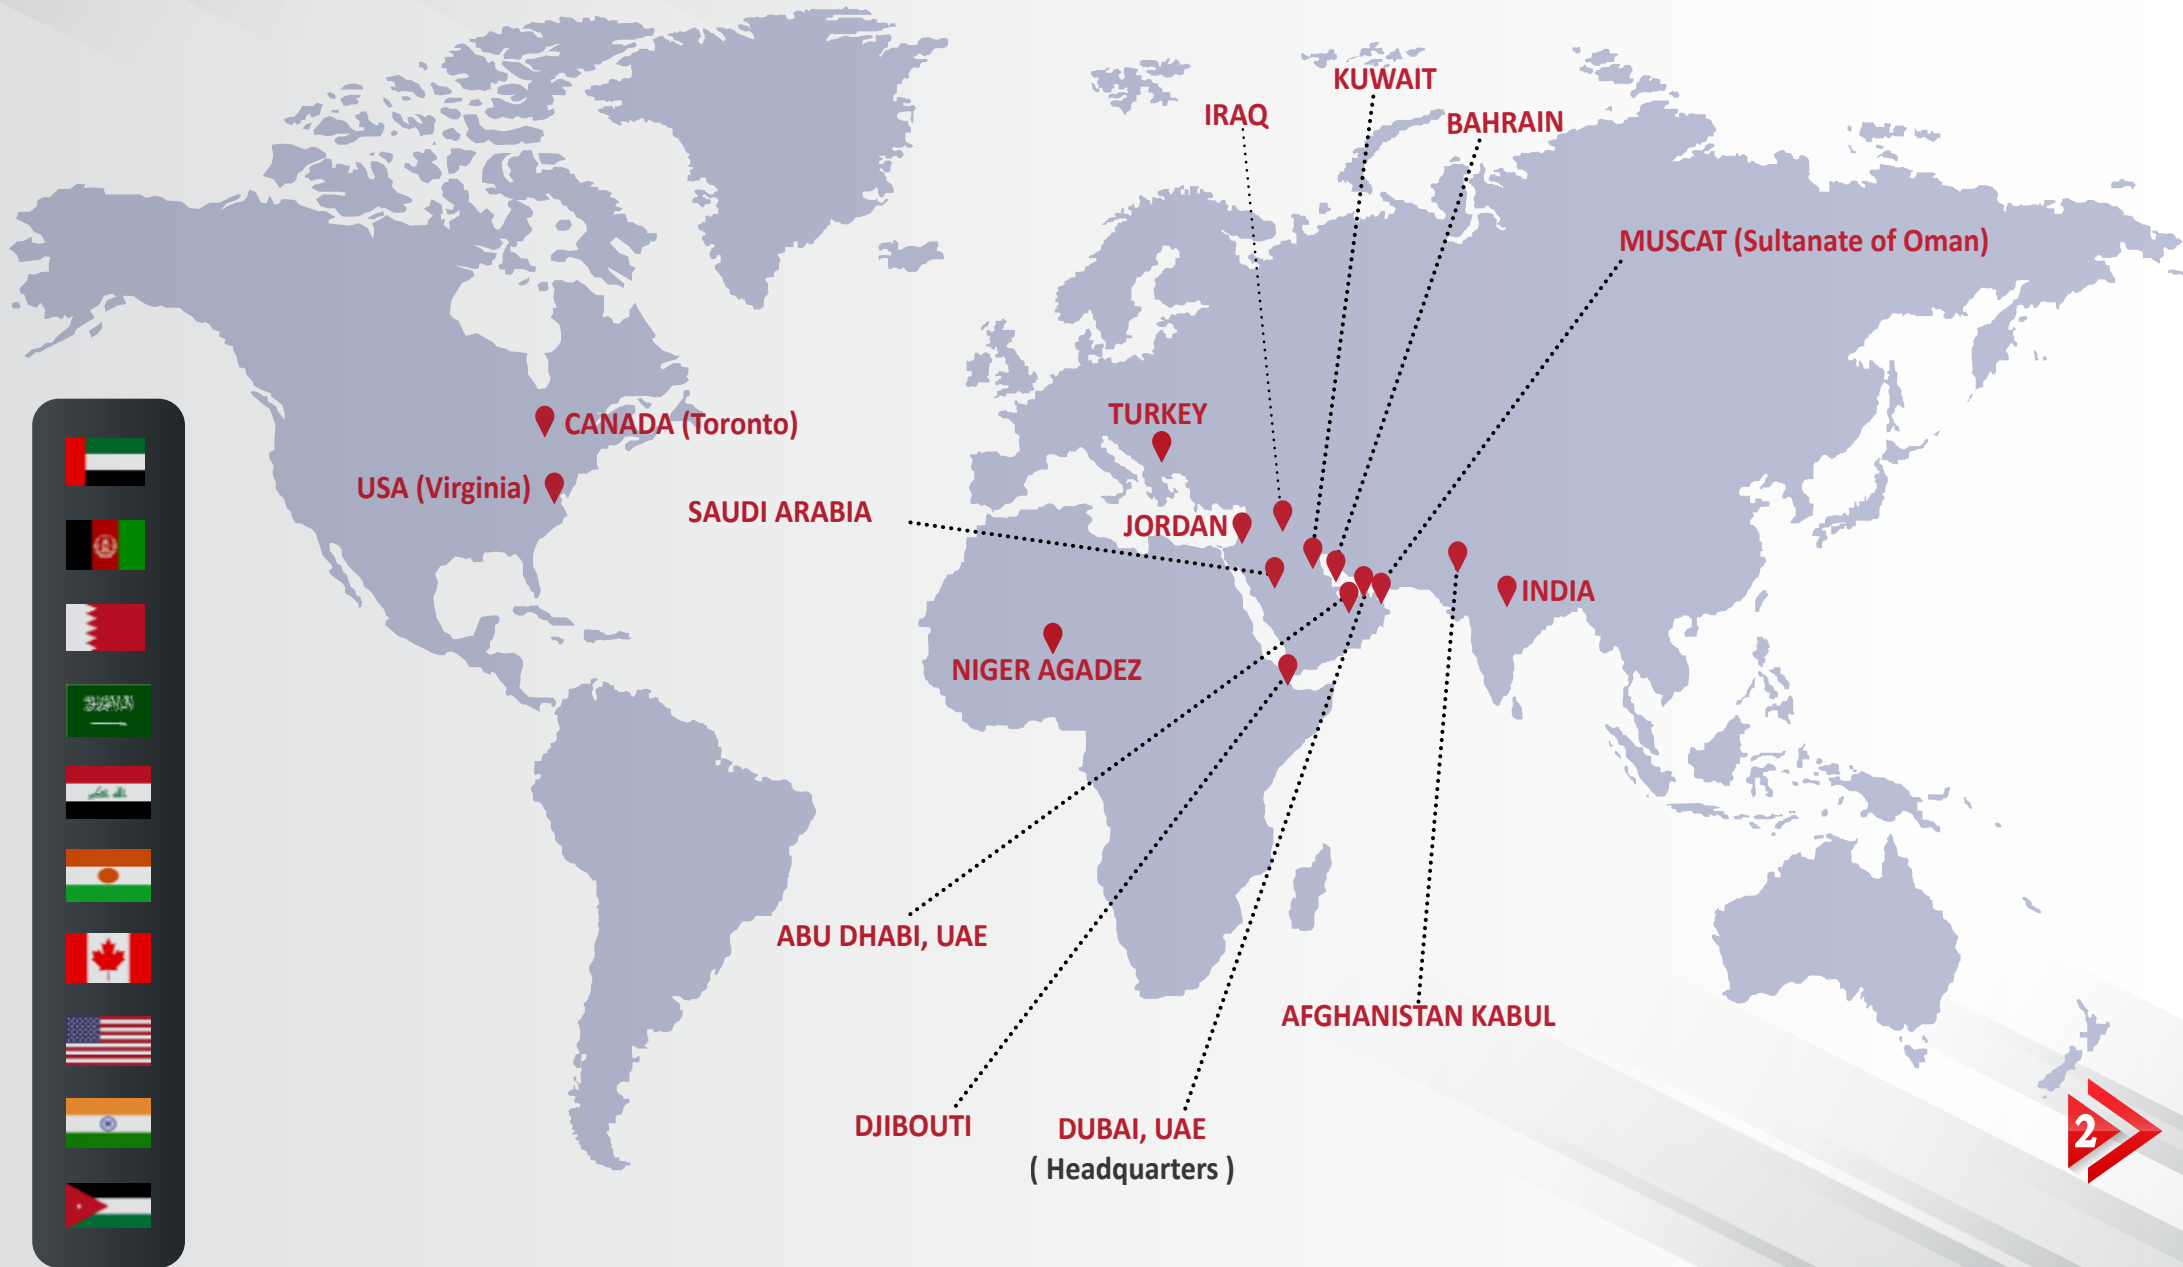 KUWAIT
IRAQ
BAHRAIN
MUSCAT (Sultanate of Oman)
TURKEY
CANADA (Toronto)
USA (Virginia)
SAUDI ARABIA
JORDAN
INDIA
NIGER AGADEZ
ABU DHABI, UAE
AFGHANISTAN KABUL
DJIBOUTI
DUBAI, UAE
( Headquarters )
2